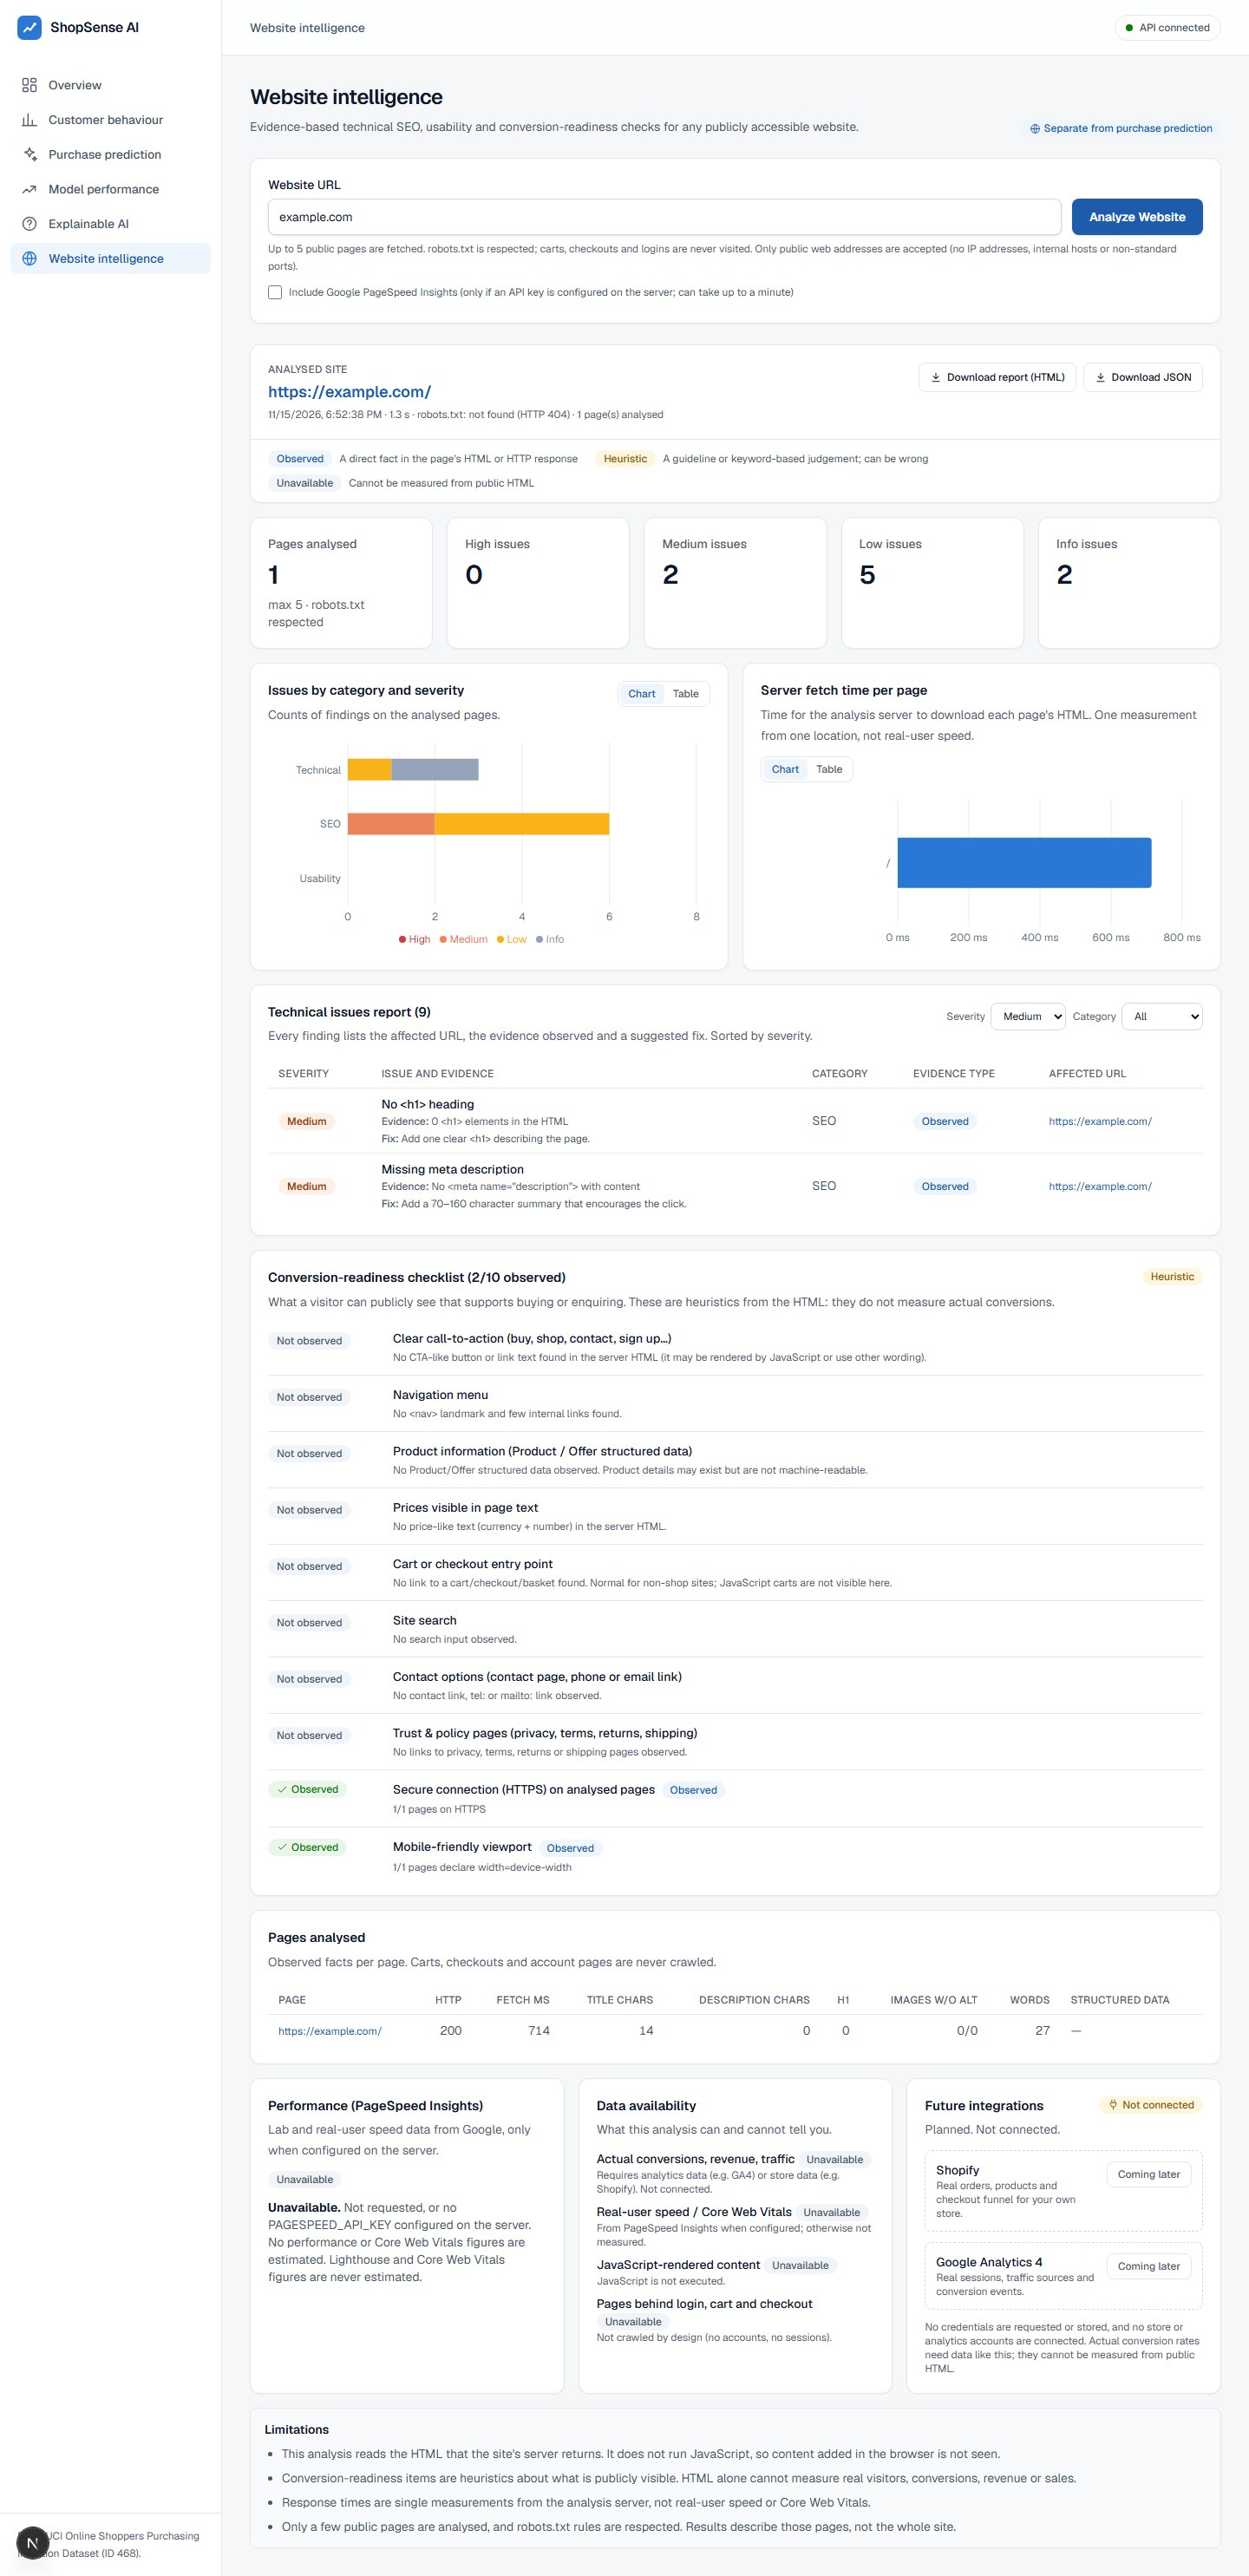 ShopSense AI
Overview
Customer behaviour
Purchase prediction
Model performance
Explainable AI
Website intelligence
Website intelligence
API connected
Website intelligence
Evidence-based technical SEO, usability and conversion-readiness checks for any publicly accessible website.
Separate from purchase prediction
Website URL
example.com
Analyze Website
Up to 5 public pages are fetched. robots.txt is respected; carts, checkouts and logins are never visited. Only public web addresses are accepted (no IP addresses, internal hosts or non-standard
ports).
Include Google PageSpeed Insights (only if an API key is configured on the server; can take up to a minute)
ANALYSED SITE
https://example.com/
11/15/2026, 6:52:38 PM · 1.3 s · robots.txt: not found (HTTP 404) · 1 page(s) analysed
Download report (HTML)
Download JSON
Observed A direct fact in the page's HTML or HTTP response
Heuristic A guideline or keyword-based judgement; can be wrong
Unavailable Cannot be measured from public HTML
Pages analysed
1
max 5 · robots.txt
respected
High issues
0
Medium issues
2
Low issues
5
Info issues
2
Issues by category and severity
Chart Table
Counts of findings on the analysed pages.
Technical
SEO
Usability
0 2 4 6 8
High Medium Low Info
Server fetch time per page
Time for the analysis server to download each page's HTML. One measurement
from one location, not real-user speed.
Chart Table
/
0 ms 200 ms 400 ms 600 ms 800 ms
Technical issues report (9)
Every finding lists the affected URL, the evidence observed and a suggested fix. Sorted by severity.
Severity Medium Category All
SEVERITY ISSUE AND EVIDENCE CATEGORY EVIDENCE TYPE AFFECTED URL
No <h1> heading
Medium Evidence: 0 <h1> elements in the HTML SEO Observed https://example.com/
Fix: Add one clear <h1> describing the page.
Missing meta description
Medium Evidence: No <meta name="description"> with content SEO Observed https://example.com/
Fix: Add a 70–160 character summary that encourages the click.
Conversion-readiness checklist (2/10 observed)
Heuristic
What a visitor can publicly see that supports buying or enquiring. These are heuristics from the HTML: they do not measure actual conversions.
Not observed Clear call-to-action (buy, shop, contact, sign up…)
No CTA-like button or link text found in the server HTML (it may be rendered by JavaScript or use other wording).
Not observed Navigation menu
No <nav> landmark and few internal links found.
Not observed Product information (Product / Offer structured data)
No Product/Offer structured data observed. Product details may exist but are not machine-readable.
Not observed Prices visible in page text
No price-like text (currency + number) in the server HTML.
Not observed Cart or checkout entry point
No link to a cart/checkout/basket found. Normal for non-shop sites; JavaScript carts are not visible here.
Not observed Site search
No search input observed.
Not observed Contact options (contact page, phone or email link)
No contact link, tel: or mailto: link observed.
Not observed Trust & policy pages (privacy, terms, returns, shipping)
No links to privacy, terms, returns or shipping pages observed.
Observed Secure connection (HTTPS) on analysed pages Observed
1/1 pages on HTTPS
Observed Mobile-friendly viewport Observed
1/1 pages declare width=device-width
Pages analysed
Observed facts per page. Carts, checkouts and account pages are never crawled.
PAGE HTTP FETCH MS TITLE CHARS DESCRIPTION CHARS H1 IMAGES W/O ALT WORDS STRUCTURED DATA
https://example.com/ 200 714 14 0 0 0/0 27 —
Performance (PageSpeed Insights)
Lab and real-user speed data from Google, only
when configured on the server.
Unavailable
Unavailable. Not requested, or no
PAGESPEED_API_KEY configured on the server.
No performance or Core Web Vitals figures are
estimated. Lighthouse and Core Web Vitals
figures are never estimated.
Data availability
What this analysis can and cannot tell you.
Actual conversions, revenue, traffic Unavailable
Requires analytics data (e.g. GA4) or store data (e.g.
Shopify). Not connected.
Real-user speed / Core Web Vitals Unavailable
From PageSpeed Insights when configured; otherwise not
measured.
JavaScript-rendered content Unavailable
JavaScript is not executed.
Pages behind login, cart and checkout
Unavailable
Not crawled by design (no accounts, no sessions).
Future integrations
Not connected
Planned. Not connected.
Shopify
Real orders, products and
checkout funnel for your own
store.
Coming later
Google Analytics 4
Real sessions, traffic sources and
conversion events.
Coming later
No credentials are requested or stored, and no store or
analytics accounts are connected. Actual conversion rates
need data like this; they cannot be measured from public
HTML.
Limitations
This analysis reads the HTML that the site's server returns. It does not run JavaScript, so content added in the browser is not seen.
Conversion-readiness items are heuristics about what is publicly visible. HTML alone cannot measure real visitors, conversions, revenue or sales.
Response times are single measurements from the analysis server, not real-user speed or Core Web Vitals.
Only a few public pages are analysed, and robots.txt rules are respected. Results describe those pages, not the whole site.
UCI Online Shoppers Purchasing
N
Dataset (ID 468).